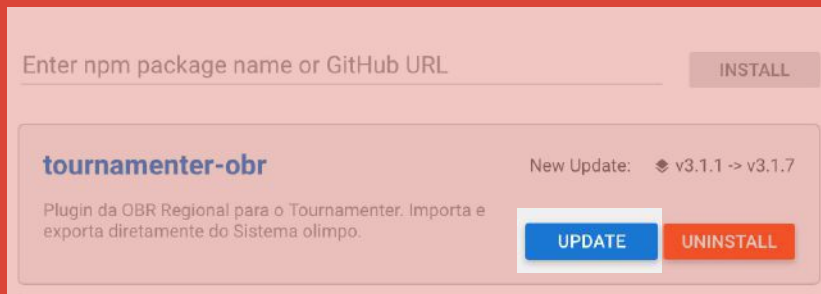 Enter npm package name or GitHub URL
INSTALL
tournamenter-obr
New Update: v3.1.1 -> v3.1.7
Plugin da OBR Regional para o Tournamenter. Importa e
exporta diretamente do Sistema olimpo.
UPDATE
UNINSTALL